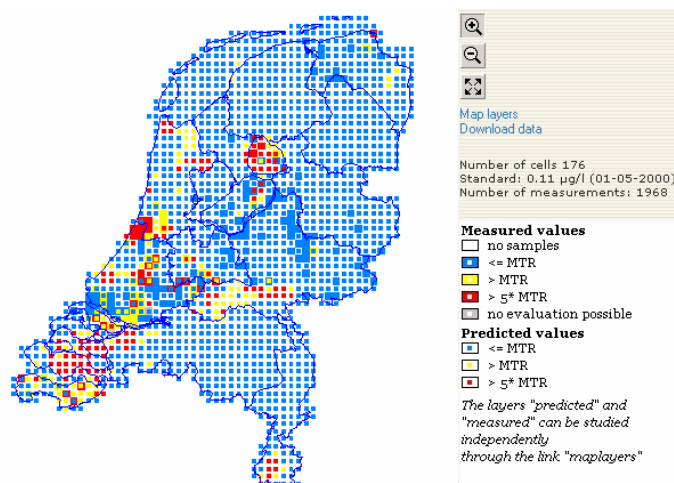 Map layers
Download data
Number of cells 176
Standard: 0.11 µg/l (01-05-2000)
Number of measurements: 1968
Measured values
no samples
<= MTR
> MTR
> 5* MTR
no evaluation possible
Predicted values
<= MTR
> MTR
> 5* MTR
The layers "predicted" and
"measured" can be studied
independently
through the link "maplayers"